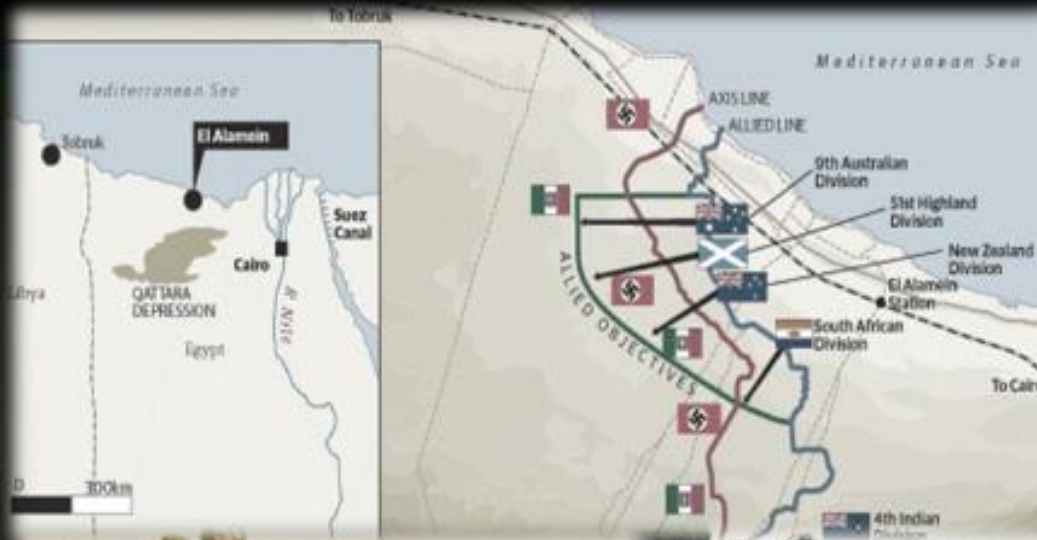 To Tobruk
Mediterranean Sea
Tobruk
El Alamein
Suez
Canal
Cairo
QATTARA
DEPRESSION
R Nile
Egypt
300km
Mediterranean Sea
AXIS LINE
ALLIED LINE
9th Australian
Division
51st Highland
Division
New Zealand
Division
El Alamein
Station
South African
Division
ALLIED OBJECTIVES
To
4th Indian
Division